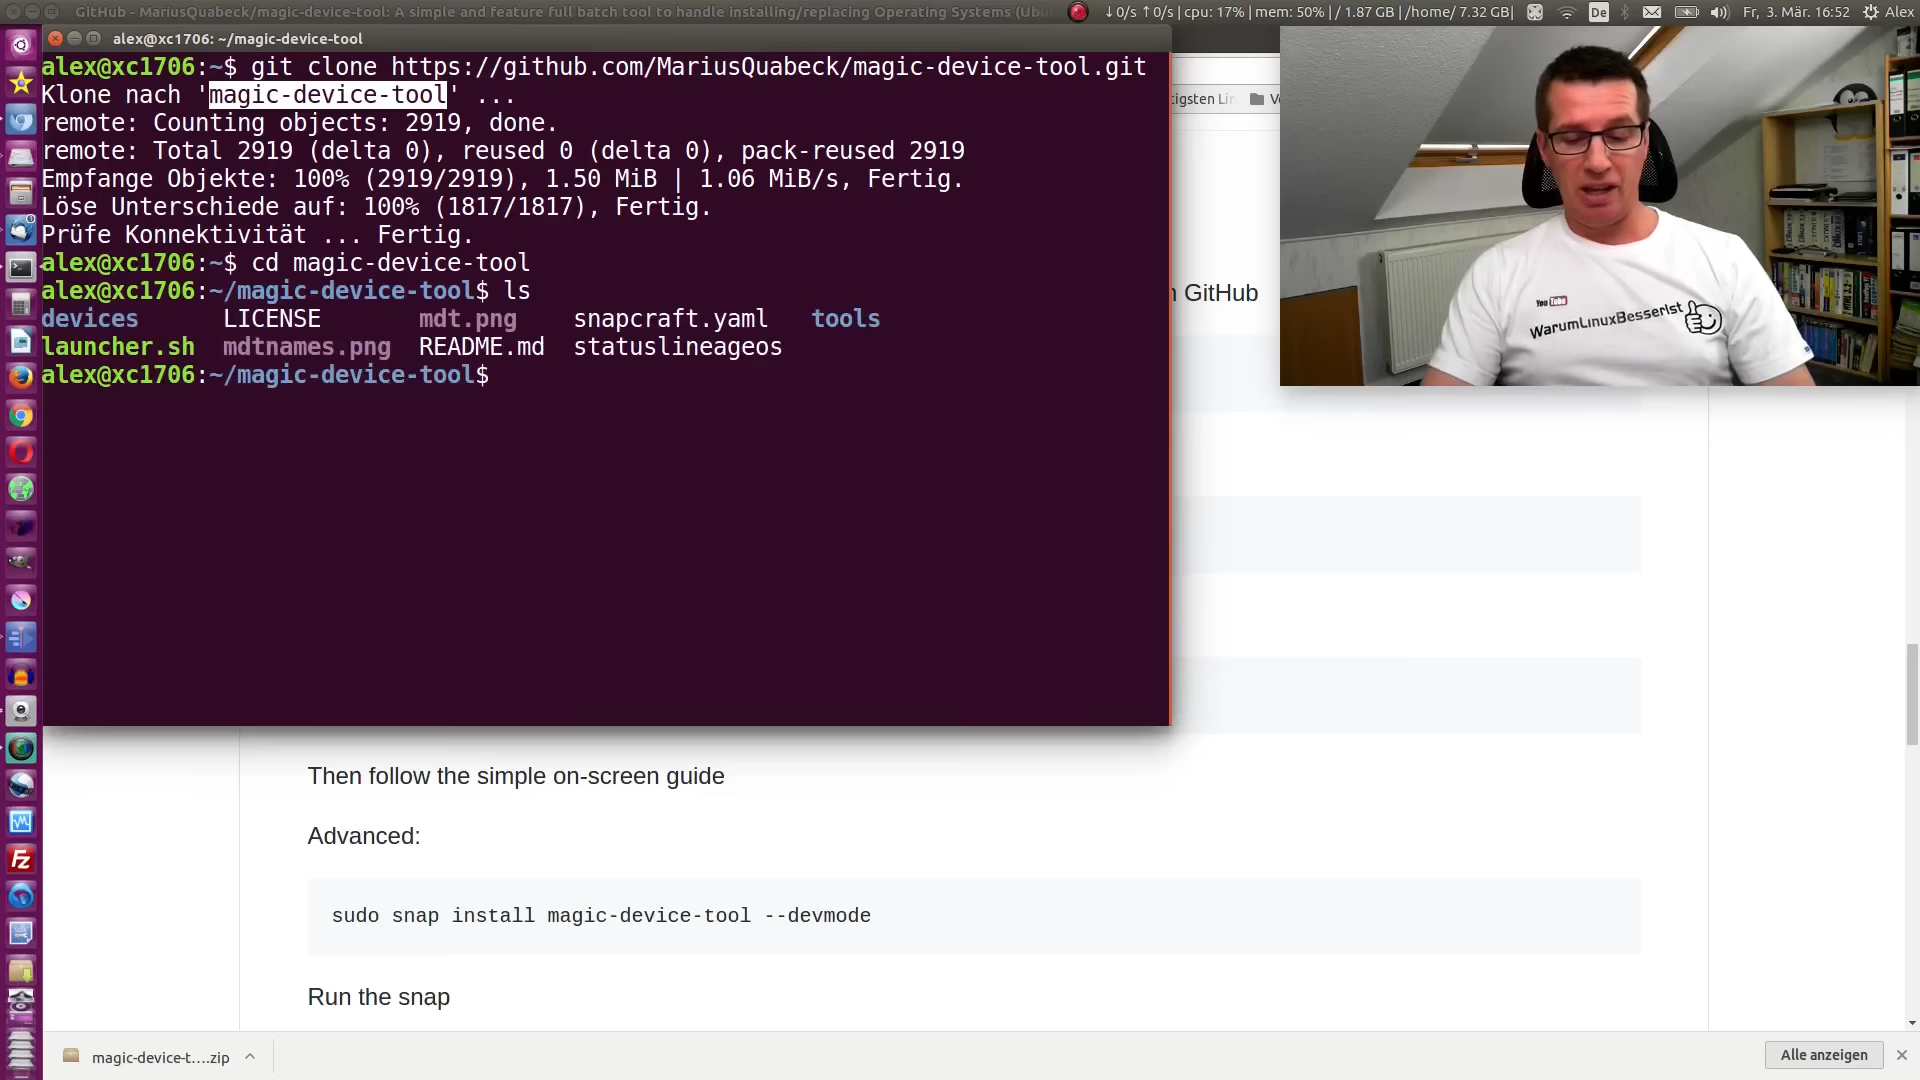 GitHub - MariusQuabeck/magic-device-tool: A simple and feature full batch tool to handle installing/replacing Operating Systems (Ubu
↓0/s ↑0/s | cpu: 17% | mem: 50% | / 1.87 GB | /home/ 7.32 GB|
De
Fr, 3. Mär. 16:52
Alex
alex@xc1706: ~/magic-device-tool
alex@xc1706:~$ git clone https://github.com/MariusQuabeck/magic-device-tool.git
Klone nach 'magic-device-tool' ...
remote: Counting objects: 2919, done.
remote: Total 2919 (delta 0), reused 0 (delta 0), pack-reused 2919
Empfange Objekte: 100% (2919/2919), 1.50 MiB | 1.06 MiB/s, Fertig.
Löse Unterschiede auf: 100% (1817/1817), Fertig.
Prüfe Konnektivität ... Fertig.
alex@xc1706:~$ cd magic-device-tool
alex@xc1706:~/magic-device-tool$ ls
devices LICENSE mdt.png snapcraft.yaml tools
launcher.sh mdtnames.png README.md statuslineageos
alex@xc1706:~/magic-device-tool$
GitHub
You Tube
WarumLinuxBesserIst
Then follow the simple on-screen guide
Advanced:
sudo snap install magic-device-tool --devmode
Run the snap
magic-device-t....zip
Alle anzeigen